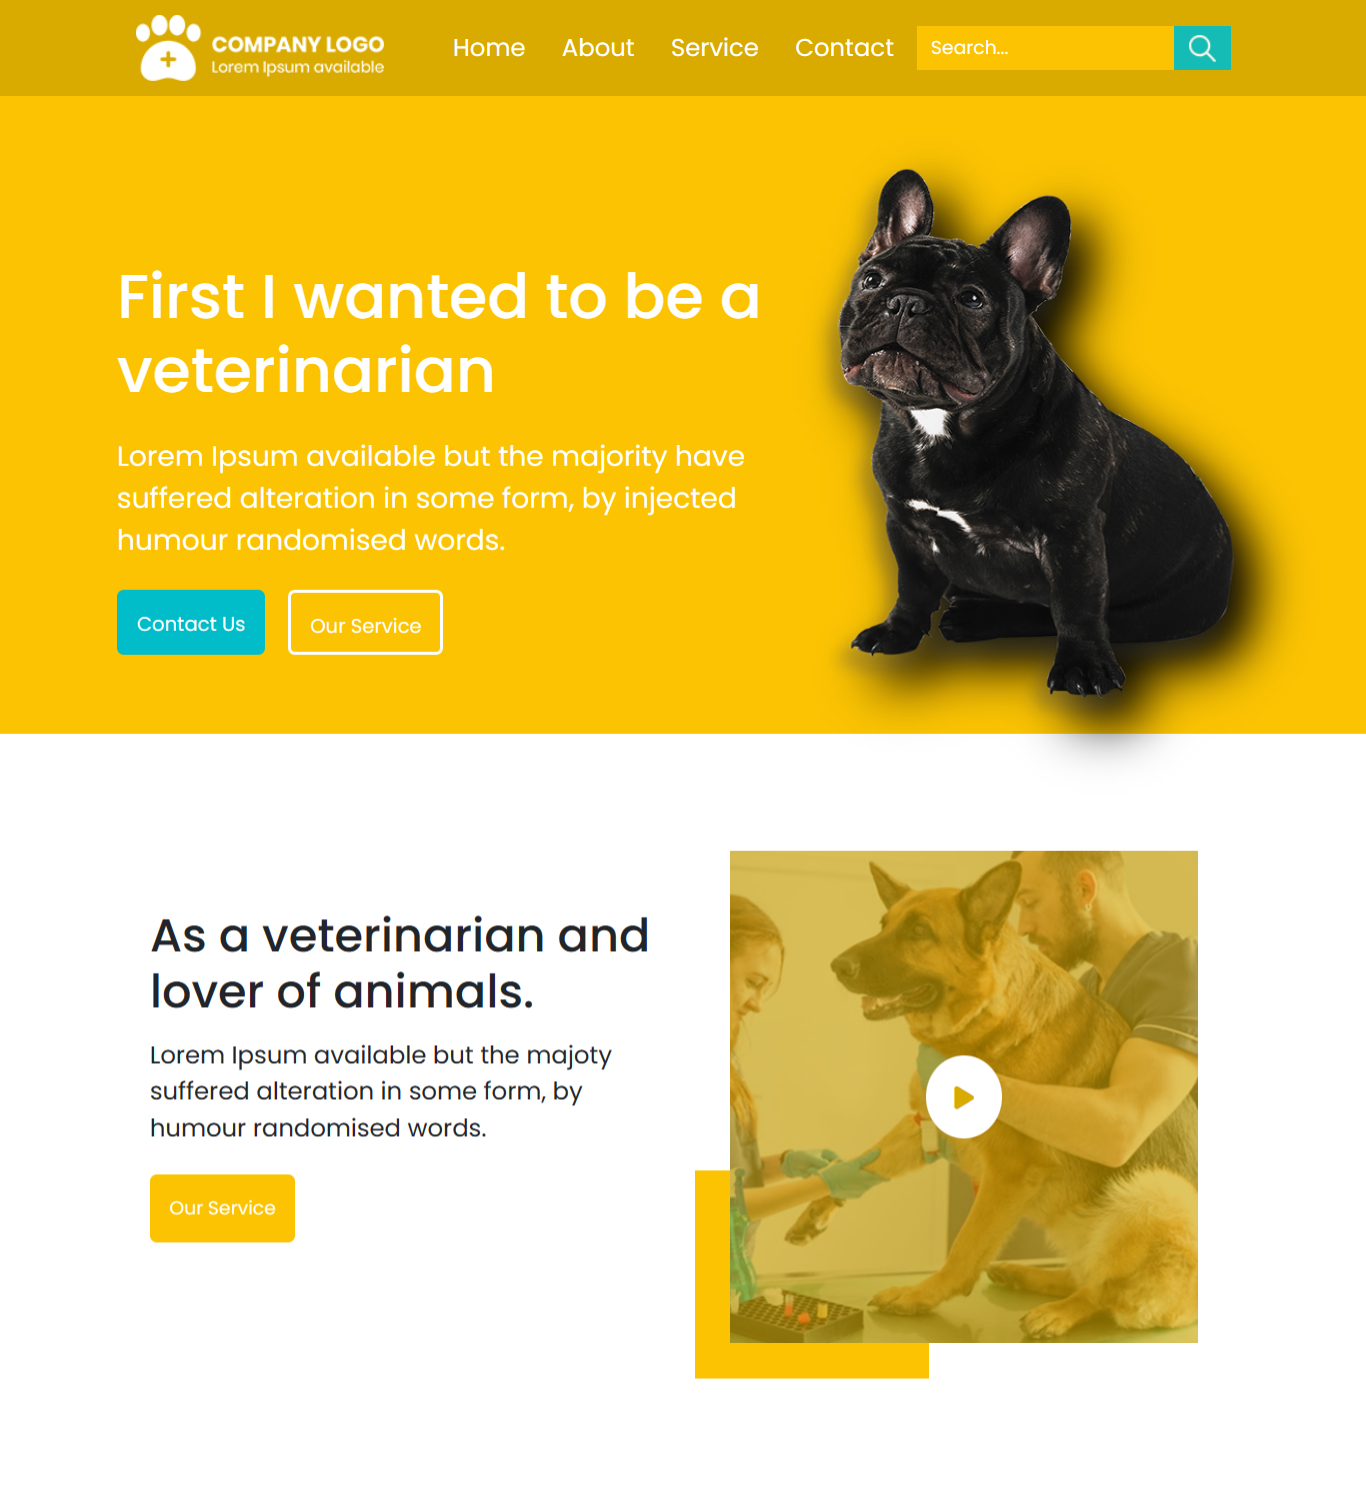 COMPANY LOGO
Lorem Ipsum available
Home About Service Contact Search...
First I wanted to be a
veterinarian
Lorem Ipsum available but the majority have
suffered alteration in some form, by injected
humour randomised words.
Contact Us Our Service
As a veterinarian and
lover of animals.
Lorem Ipsum available but the majoty
suffered alteration in some form, by
humour randomised words.
Our Service